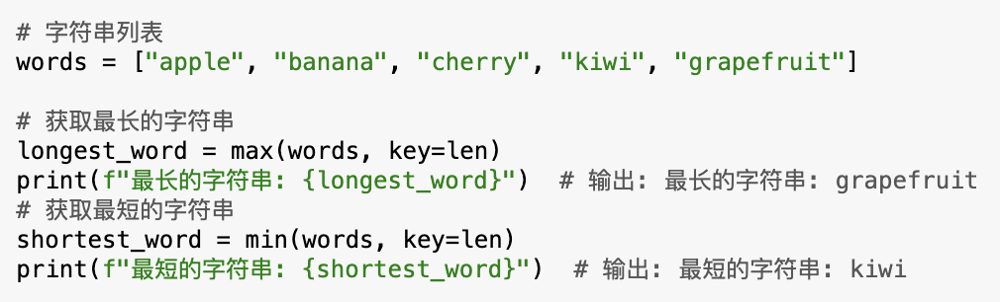 # 字符串列表
words = ["apple", "banana", "cherry", "kiwi", "grapefruit"]
# 获取最长的字符串
longest_word = max(words, key=len)
print(f"最长的字符串: {longest_word}")  # 输出: 最长的字符串: grapefruit
# 获取最短的字符串
shortest_word = min(words, key=len)
print(f"最短的字符串: {shortest_word}")  # 输出: 最短的字符串: kiwi